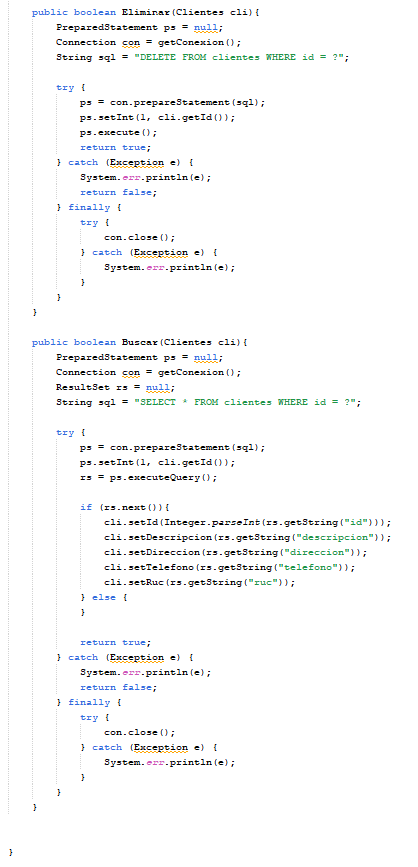 public boolean Eliminar(Clientes cli){
PreparedStatement ps = null;
Connection con = getConexion();
String sql = "DELETE FROM clientes WHERE id = ?";
try {
ps = con.prepareStatement(sql);
ps.setInt(1, cli.getId());
ps.execute();
return true;
} catch (Exception e) {
System.err.println(e);
return false;
} finally {
try {
con.close();
} catch (Exception e) {
System.err.println(e);
}
}
}
public boolean Buscar(Clientes cli){
PreparedStatement ps = null;
Connection con = getConexion();
ResultSet rs = null;
String sql = "SELECT * FROM clientes WHERE id = ?";
try {
ps = con.prepareStatement(sql);
ps.setInt(1, cli.getId());
rs = ps.executeQuery();
if (rs.next()){
cli.setId(Integer.parseInt(rs.getString("id")));
cli.setDescripcion(rs.getString("descripcion"));
cli.setDireccion(rs.getString("direccion"));
cli.setTelefono(rs.getString("telefono"));
cli.setRuc(rs.getString("ruc"));
} else {
}
return true;
} catch (Exception e) {
System.err.println(e);
return false;
} finally {
try {
con.close();
} catch (Exception e) {
System.err.println(e);
}
}
}
}